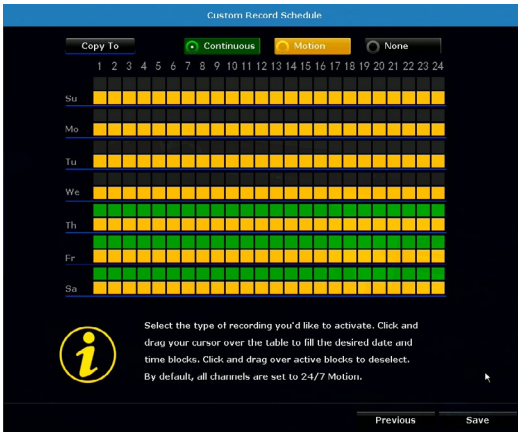 Custom Record Schedule
Copy To Continuous Motion None
1 2 3 4 5 6 7 8 9 10 11 12 13 14 15 16 17 18 19 20 21 22 23 24
Su
Mo
Tu
We
Th
Fr
Sa
Select the type of recording you'd like to activate. Click and
drag your cursor over the table to fill the desired date and
time blocks. Click and drag over active blocks to deselect.
By default, all channels are set to 24/7 Motion.
Previous Save